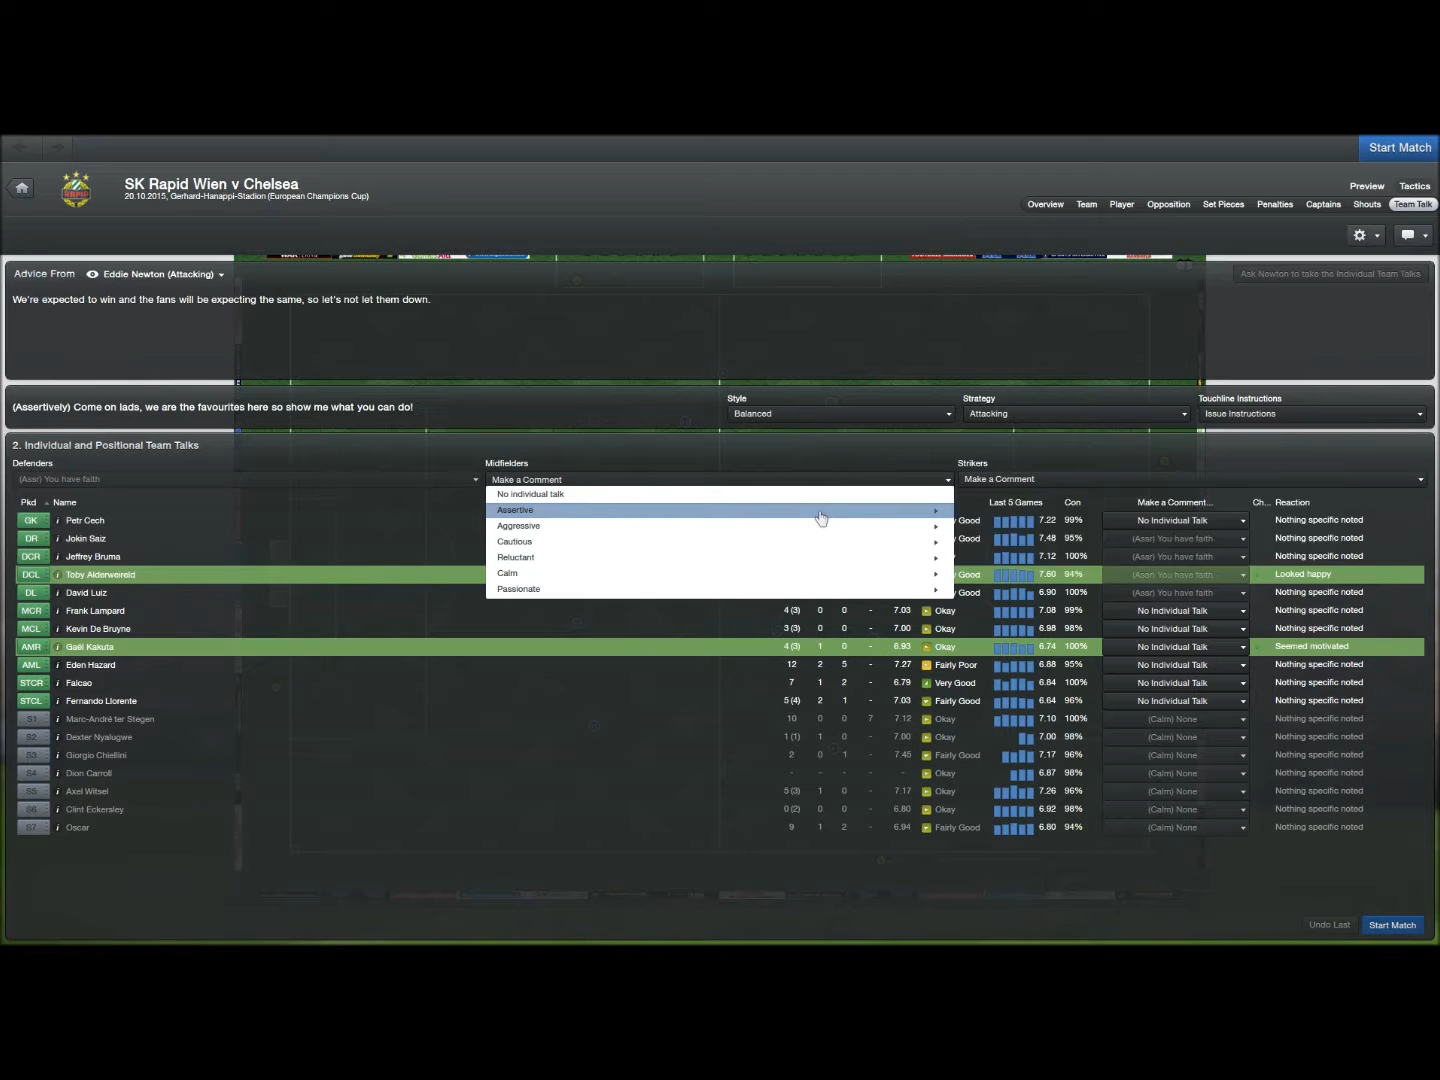 Start Match
SK Rapid Wien v Chelsea
20.10.2015, Gerhard-Hanappi-Stadion (European Champions Cup)
Preview Tactics
Overview Team Player Opposition Set Pieces Penalties Captains Shouts Team Talk
Advice From Eddie Newton (Attacking)
Ask Newton to take the Individual Team Talks
We're expected to win and the fans will be expecting the same, so let's not let them down.
(Assertively) Come on lads, we are the favourites here so show me what you can do!
Style Strategy Touchline Instructions
Balanced Attacking Issue Instructions
2. Individual and Positional Team Talks
Defenders Midfielders Strikers
(Assr) You have faith Make a Comment Make a Comment
No individual talk
Assertive
Aggressive
Cautious
Reluctant
Calm
Passionate
Pkd Name Last 5 Games Con Make a Comment... Ch... Reaction
GK i Petr Cech Good 7.22 99% No Individual Talk Nothing specific noted
DR i Jokin Saiz Good 7.48 95% (Assr) You have faith Nothing specific noted
DCR i Jeffrey Bruma 7.12 100% (Assr) You have faith Nothing specific noted
DCL i Toby Alderweireld Good 7.60 94% (Assr) You have faith Looked happy
DL i David Luiz Good 6.90 100% (Assr) You have faith Nothing specific noted
MCR i Frank Lampard 4 (3) 0 0 - 7.03 Okay 7.08 99% No Individual Talk Nothing specific noted
MCL i Kevin De Bruyne 3 (3) 0 0 - 7.00 Okay 6.98 98% No Individual Talk Nothing specific noted
AMR i Gaël Kakuta 4 (3) 1 0 - 6.93 Okay 6.74 100% No Individual Talk Seemed motivated
AML i Eden Hazard 12 2 5 - 7.27 Fairly Poor 6.88 95% No Individual Talk Nothing specific noted
STCR i Falcao 7 1 2 - 6.79 Very Good 6.84 100% No Individual Talk Nothing specific noted
STCL i Fernando Llorente 5 (4) 2 1 - 7.03 Fairly Good 6.64 96% No Individual Talk Nothing specific noted
S1 i Marc-André ter Stegen 10 0 0 7 7.12 Okay 7.10 100% (Calm) None Nothing specific noted
S2 i Dexter Nyalugwe 1 (1) 1 0 - 7.00 Okay 7.00 98% (Calm) None Nothing specific noted
S3 i Giorgio Chiellini 2 0 1 - 7.45 Fairly Good 7.17 96% (Calm) None Nothing specific noted
S4 i Dion Carroll - - - - - Okay 6.87 98% (Calm) None Nothing specific noted
S5 i Axel Witsel 5 (3) 1 0 - 7.17 Okay 7.26 96% (Calm) None Nothing specific noted
S6 i Clint Eckersley 0 (2) 0 0 - 6.80 Okay 6.92 98% (Calm) None Nothing specific noted
S7 i Oscar 9 1 2 - 6.94 Fairly Good 6.80 94% (Calm) None Nothing specific noted
Undo Last Start Match